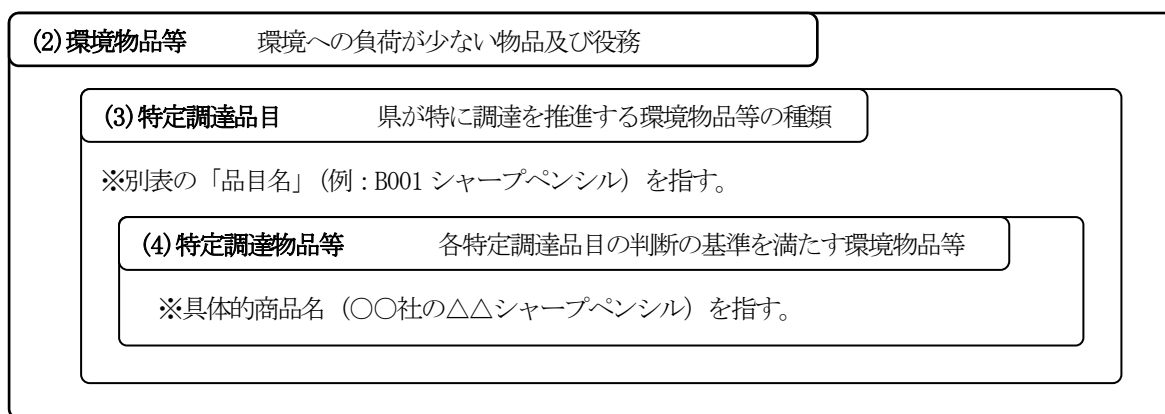 (2)環境物品等 環境への負荷が少ない物品及び役務
(3)特定調達品目 県が特に調達を推進する環境物品等の種類
※別表の「品目名」(例:B001 シャープペンシル)を指す。
(4)特定調達物品等 各特定調達品目の判断の基準を満たす環境物品等
※具体的商品名(○○社の△△シャープペンシル)を指す。